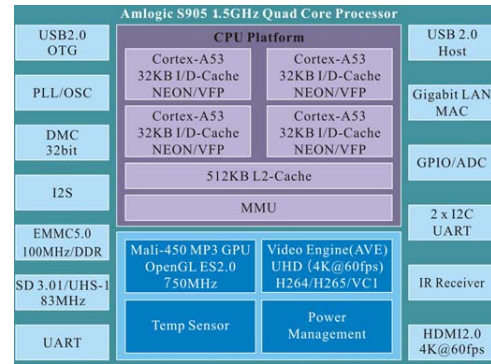 Amlogic S905 1.5GHz Quad Core Processor
USB2.0
OTG
PLL/OSC
DMC
32bit
I2S
EMMC5.0
100MHz/DDR
SD 3.01/UHS-1
83MHz
UART
CPU Platform
Cortex-A53
32KB I/D-Cache
NEON/VFP
Cortex-A53
32KB I/D-Cache
NEON/VFP
Cortex-A53
32KB I/D-Cache
NEON/VFP
Cortex-A53
32KB I/D-Cache
NEON/VFP
512KB L2-Cache
MMU
Mali-450 MP3 GPU
OpenGL ES2.0
750MHz
Video Engine(AVE)
UHD (4K@60fps)
H264/H265/VC1
Temp Sensor
Power
Management
USB 2.0
Host
Gigabit LAN
MAC
GPIO/ADC
2 x I2C
UART
IR Receiver
HDMI2.0
4K@60fps